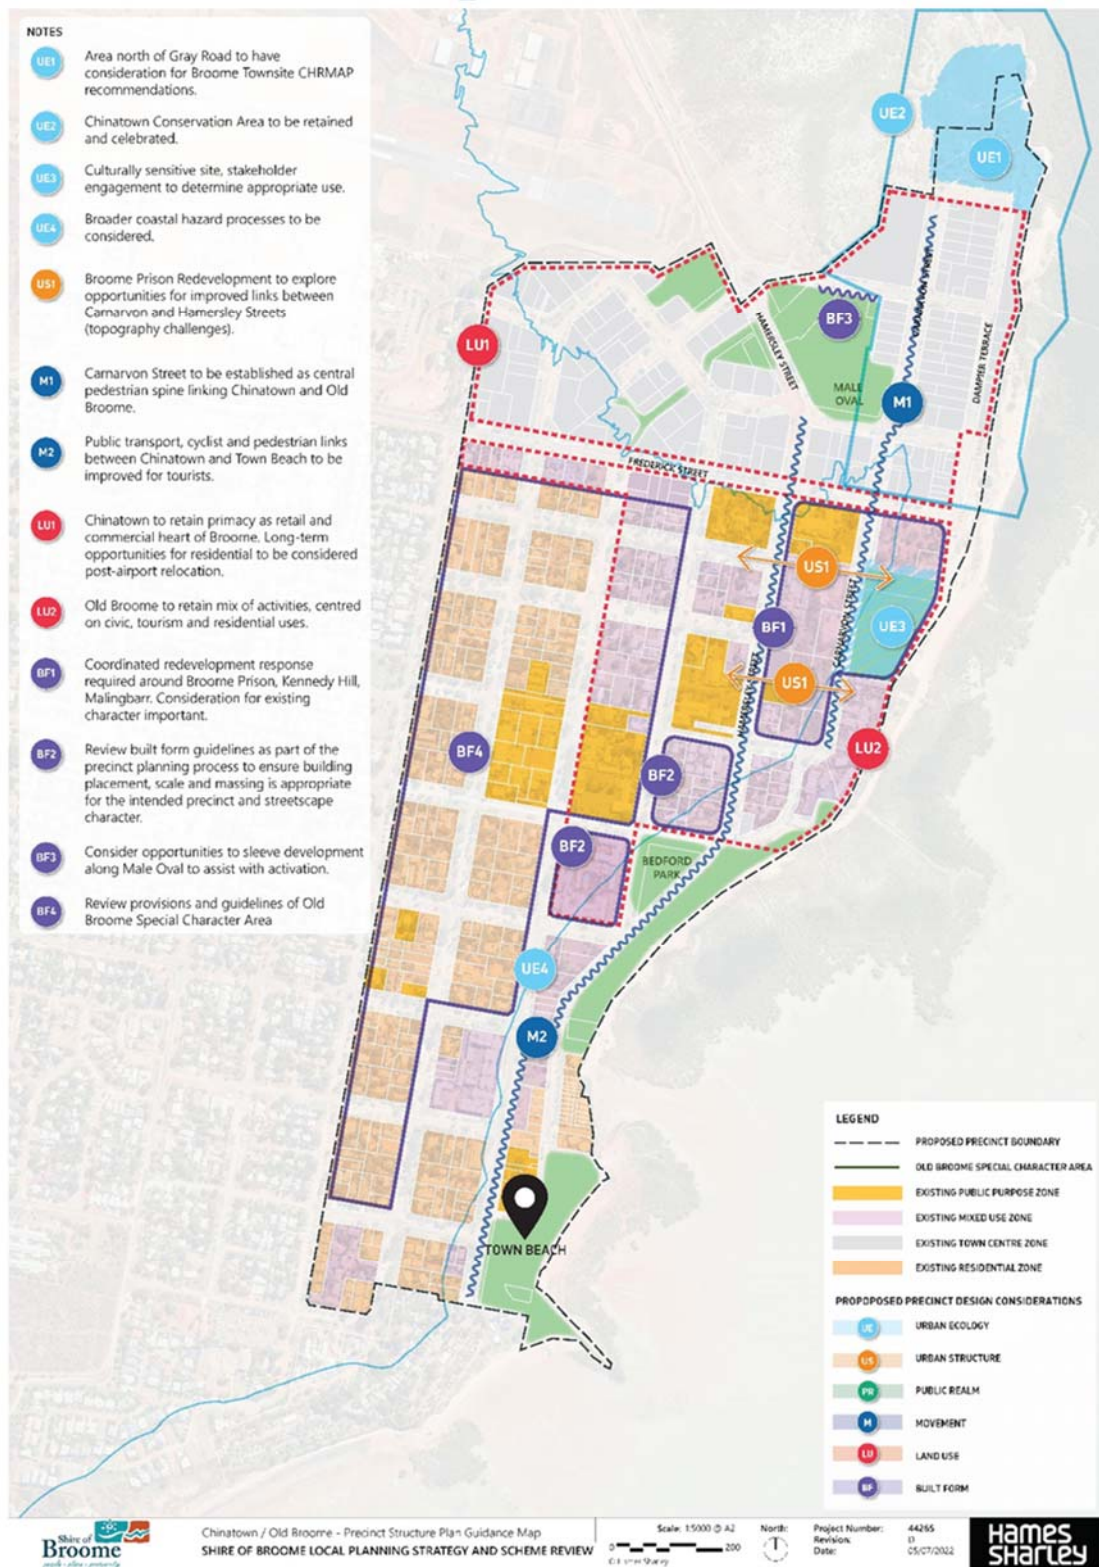 NOTES
UE1
Area north of Gray Road to have
consideration for Broome Townsite CHRMAP
recommendations.
UE2
Chinatown Conservation Area to be retained
and celebrated.
UE3
Culturally sensitive site, stakeholder
engagement to determine appropriate use.
UE4
Broader coastal hazard processes to be
considered.
US1
Broome Prison Redevelopment to explore
opportunities for improved links between
Carnarvon and Hamersley Streets
(topography challenges).
M1
Carnarvon Street to be established as central
pedestrian spine linking Chinatown and Old
Broome.
M2
Public transport, cyclist and pedestrian links
between Chinatown and Town Beach to be
improved for tourists.
LU1
Chinatown to retain primacy as retail and
commercial heart of Broome. Long-term
opportunities for residential to be considered
post-airport relocation.
LU2
Old Broome to retain mix of activities, centred
on civic, tourism and residential uses.
BF1
Coordinated redevelopment response
required around Broome Prison, Kennedy Hill,
Malingbarr. Consideration for existing
character important.
BF2
Review built form guidelines as part of the
precinct planning process to ensure building
placement, scale and massing is appropriate
for the intended precinct and streetscape
character.
BF3
Consider opportunities to sleeve development
along Male Oval to assist with activation.
BF4
Review provisions and guidelines of Old
Broome Special Character Area
UE2
UE1
BF3
LU1
HAMERSLEY STREET
MALE
OVAL
M1
DAMPIER TERRACE
CARNARVON STREET
FREDERICK STREET
US1
BF1
UE3
CARNARVON STREET
HAMERSLEY STREET
US1
BF4
BF2
LU2
BF2
BEDFORD
PARK
UE4
M2
TOWN BEACH
LEGEND
PROPOSED PRECINCT BOUNDARY
OLD BROOME SPECIAL CHARACTER AREA
EXISTING PUBLIC PURPOSE ZONE
EXISTING MIXED USE ZONE
EXISTING TOWN CENTRE ZONE
EXISTING RESIDENTIAL ZONE
PROPOPOSED PRECINCT DESIGN CONSIDERATIONS
UE URBAN ECOLOGY
US URBAN STRUCTURE
PR PUBLIC REALM
M MOVEMENT
LU LAND USE
BF BUILT FORM
Shire of
Broome
Chinatown / Old Broome - Precinct Structure Plan Guidance Map
SHIRE OF BROOME LOCAL PLANNING STRATEGY AND SCHEME REVIEW
Scale: 1:5000 @ A2
0 200
© Hames Sharley
North:
Project Number: 44265
Revision: D
Date: 05/07/2022
HAMES
SHARLEY